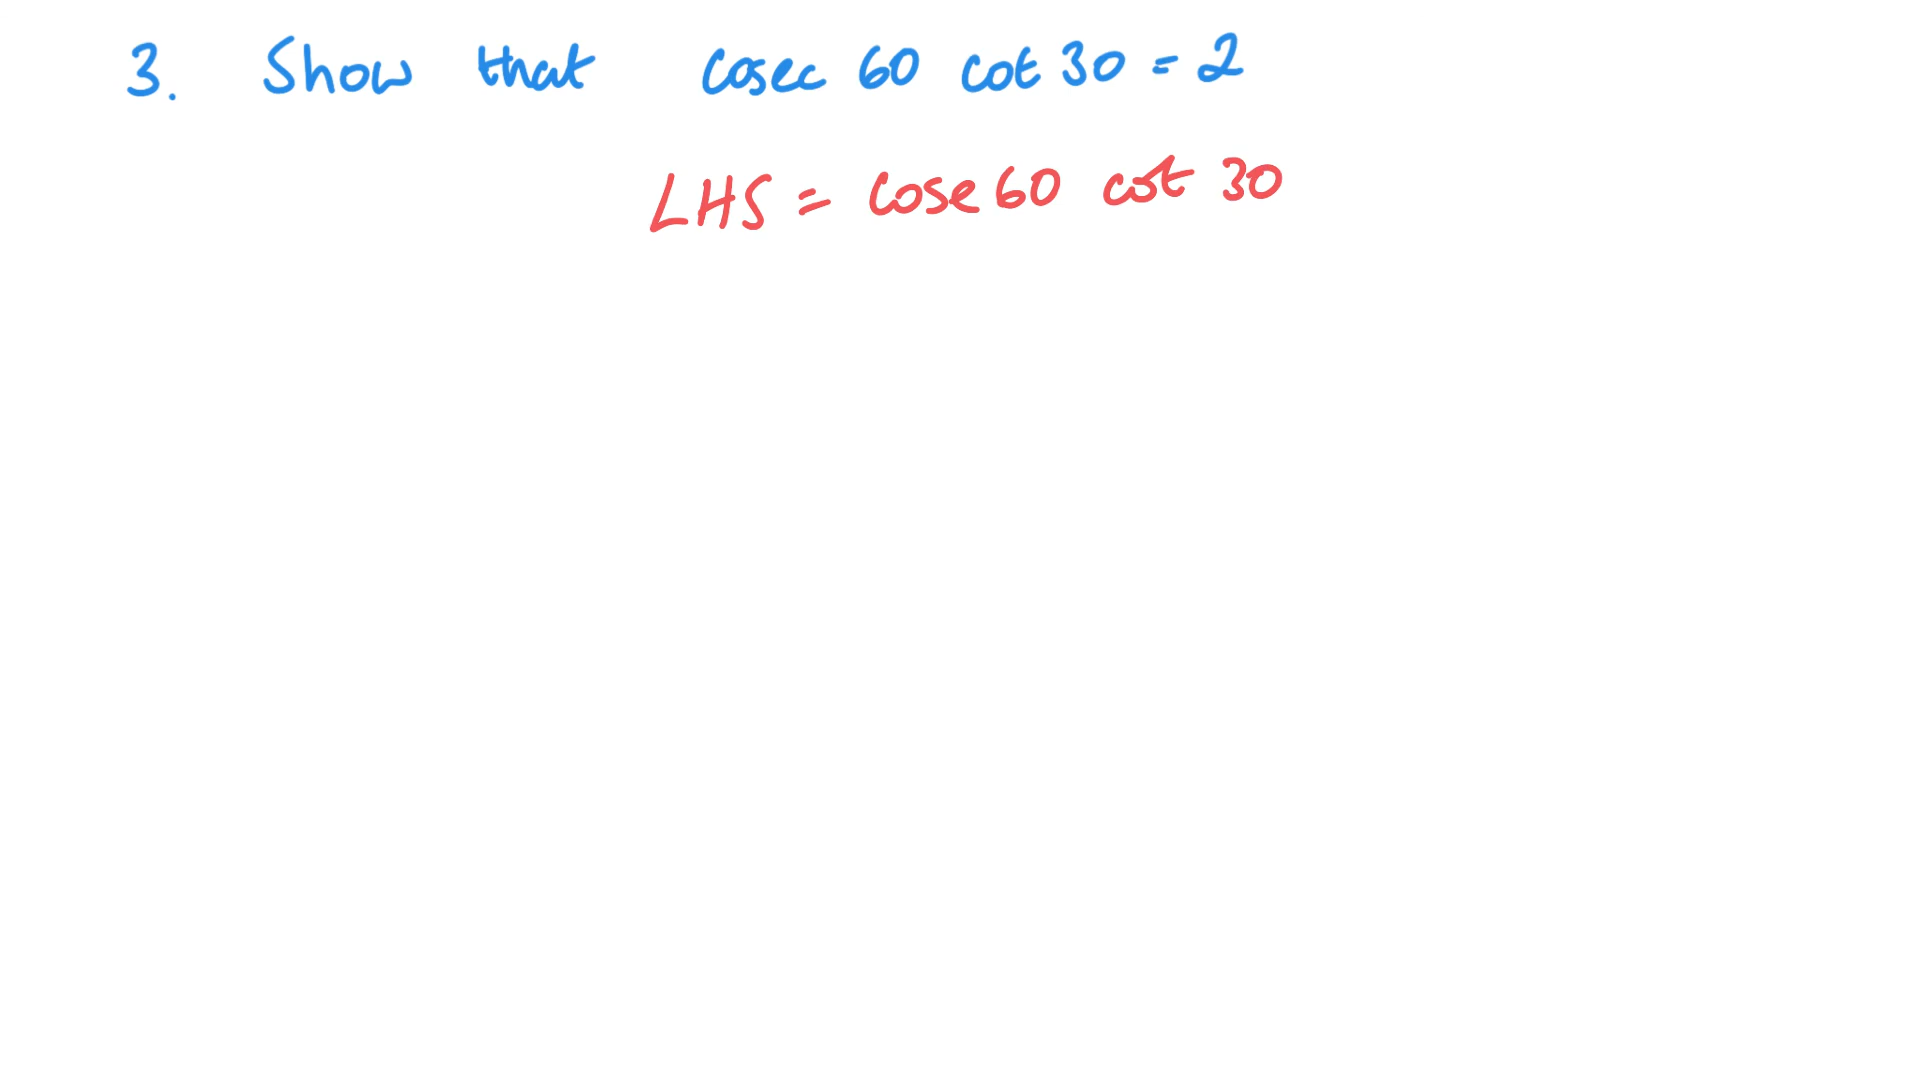 3. Show that cosec 60 cot 30 = 2
LHS = cose 60 cot 30